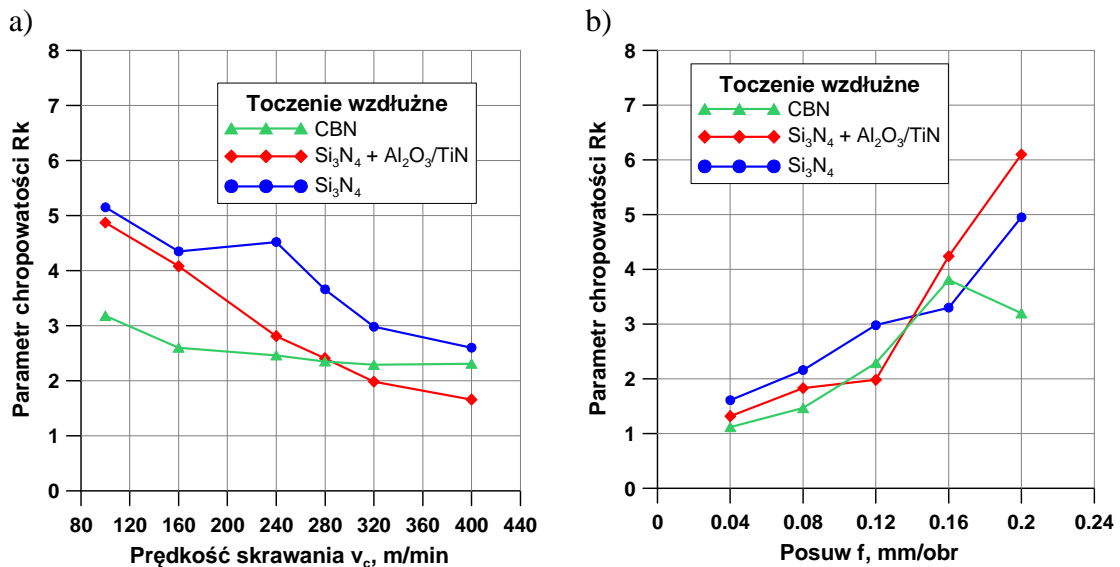 a)
8
7
6
5
4
3
2
1
0
Parametr chropowatości Rk
Toczenie wzdłużne
CBN
Si₃N₄ + Al₂O₃/TiN
Si₃N₄
80 120 160 200 240 280 320 360 400 440
Prędkość skrawania v꜀, m/min
b)
8
7
6
5
4
3
2
1
0
Parametr chropowatości Rk
Toczenie wzdłużne
CBN
Si₃N₄ + Al₂O₃/TiN
Si₃N₄
0 0.04 0.08 0.12 0.16 0.2 0.24
Posuw f, mm/obr